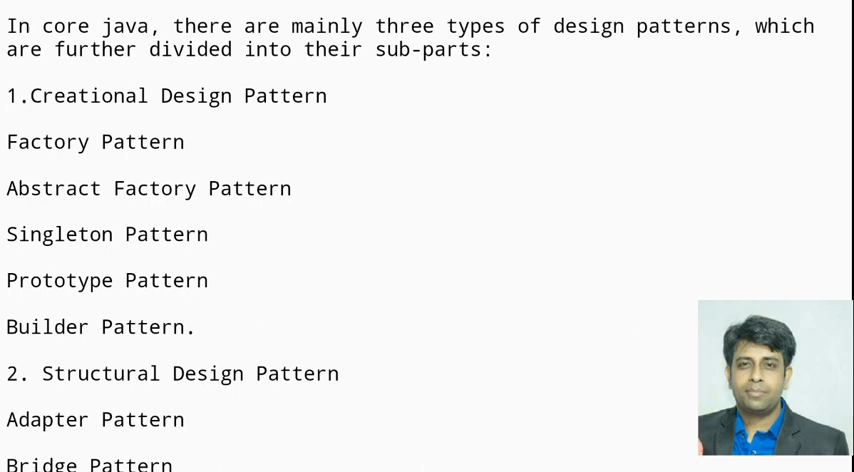 In core java, there are mainly three types of design patterns, which
are further divided into their sub-parts:
1.Creational Design Pattern
Factory Pattern
Abstract Factory Pattern
Singleton Pattern
Prototype Pattern
Builder Pattern.
2. Structural Design Pattern
Adapter Pattern
Bridge Pattern